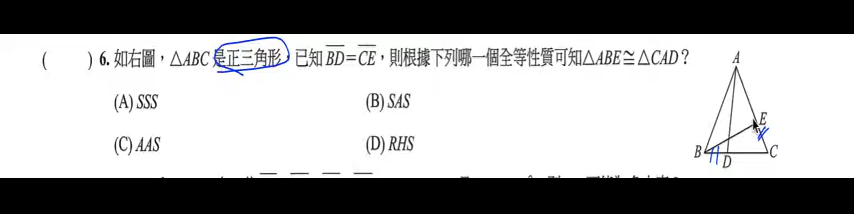 (　) 6. 如右圖，△ABC 是正三角形，已知 BD=CE，則根據下列哪一個全等性質可知△ABE≅△CAD？
(A) SSS
(B) SAS
(C) AAS
(D) RHS
A
E
B
D
C